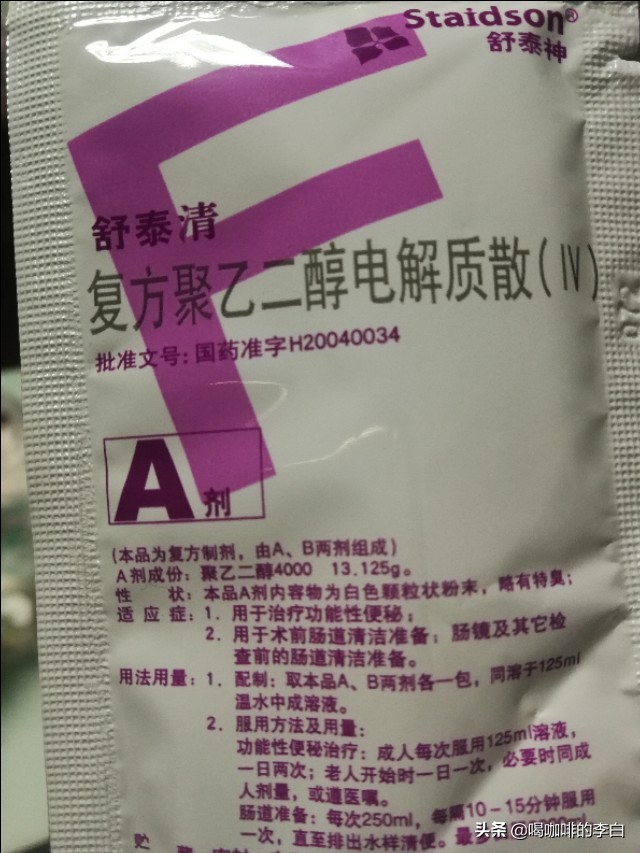 Staidson®
舒泰神
舒泰清
复方聚乙二醇电解质散(IV)
批准文号:国药准字H20040034
A剂
(本品为复方制剂,由A、B两剂组成)
A剂成份:聚乙二醇4000 13.125g。
性 状:本品A剂内容物为白色颗粒状粉末,略有特臭;
适应症:1. 用于治疗功能性便秘;
2. 用于术前肠道清洁准备;肠镜及其它检
查前的肠道清洁准备。
用法用量:1. 配制:取本品A、B两剂各一包,同溶于125ml
温水中成溶液。
2. 服用方法及用量:
功能性便秘治疗:成人每次服用125ml溶液,
一日两次;老人开始时一日一次,必要时同成
人剂量,或遵医嘱。
肠道准备:每次250ml,每隔10-15分钟服用
一次,直至排出水样清便。最多
头条 @喝咖啡的李白